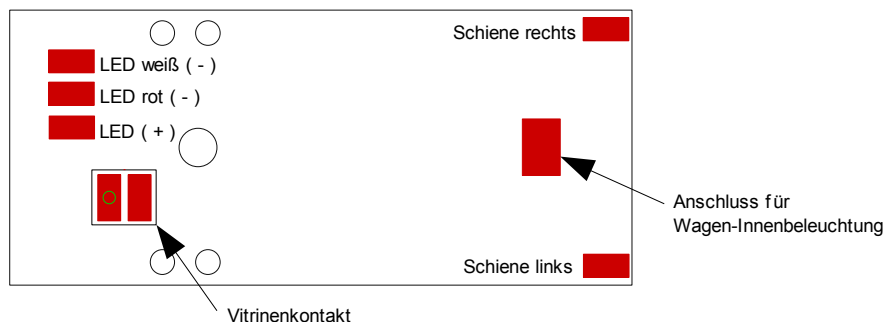 Schiene rechts
LED weiß ( - )
LED rot ( - )
LED ( + )
Anschluss für
Wagen-Innenbeleuchtung
Schiene links
Vitrinenkontakt